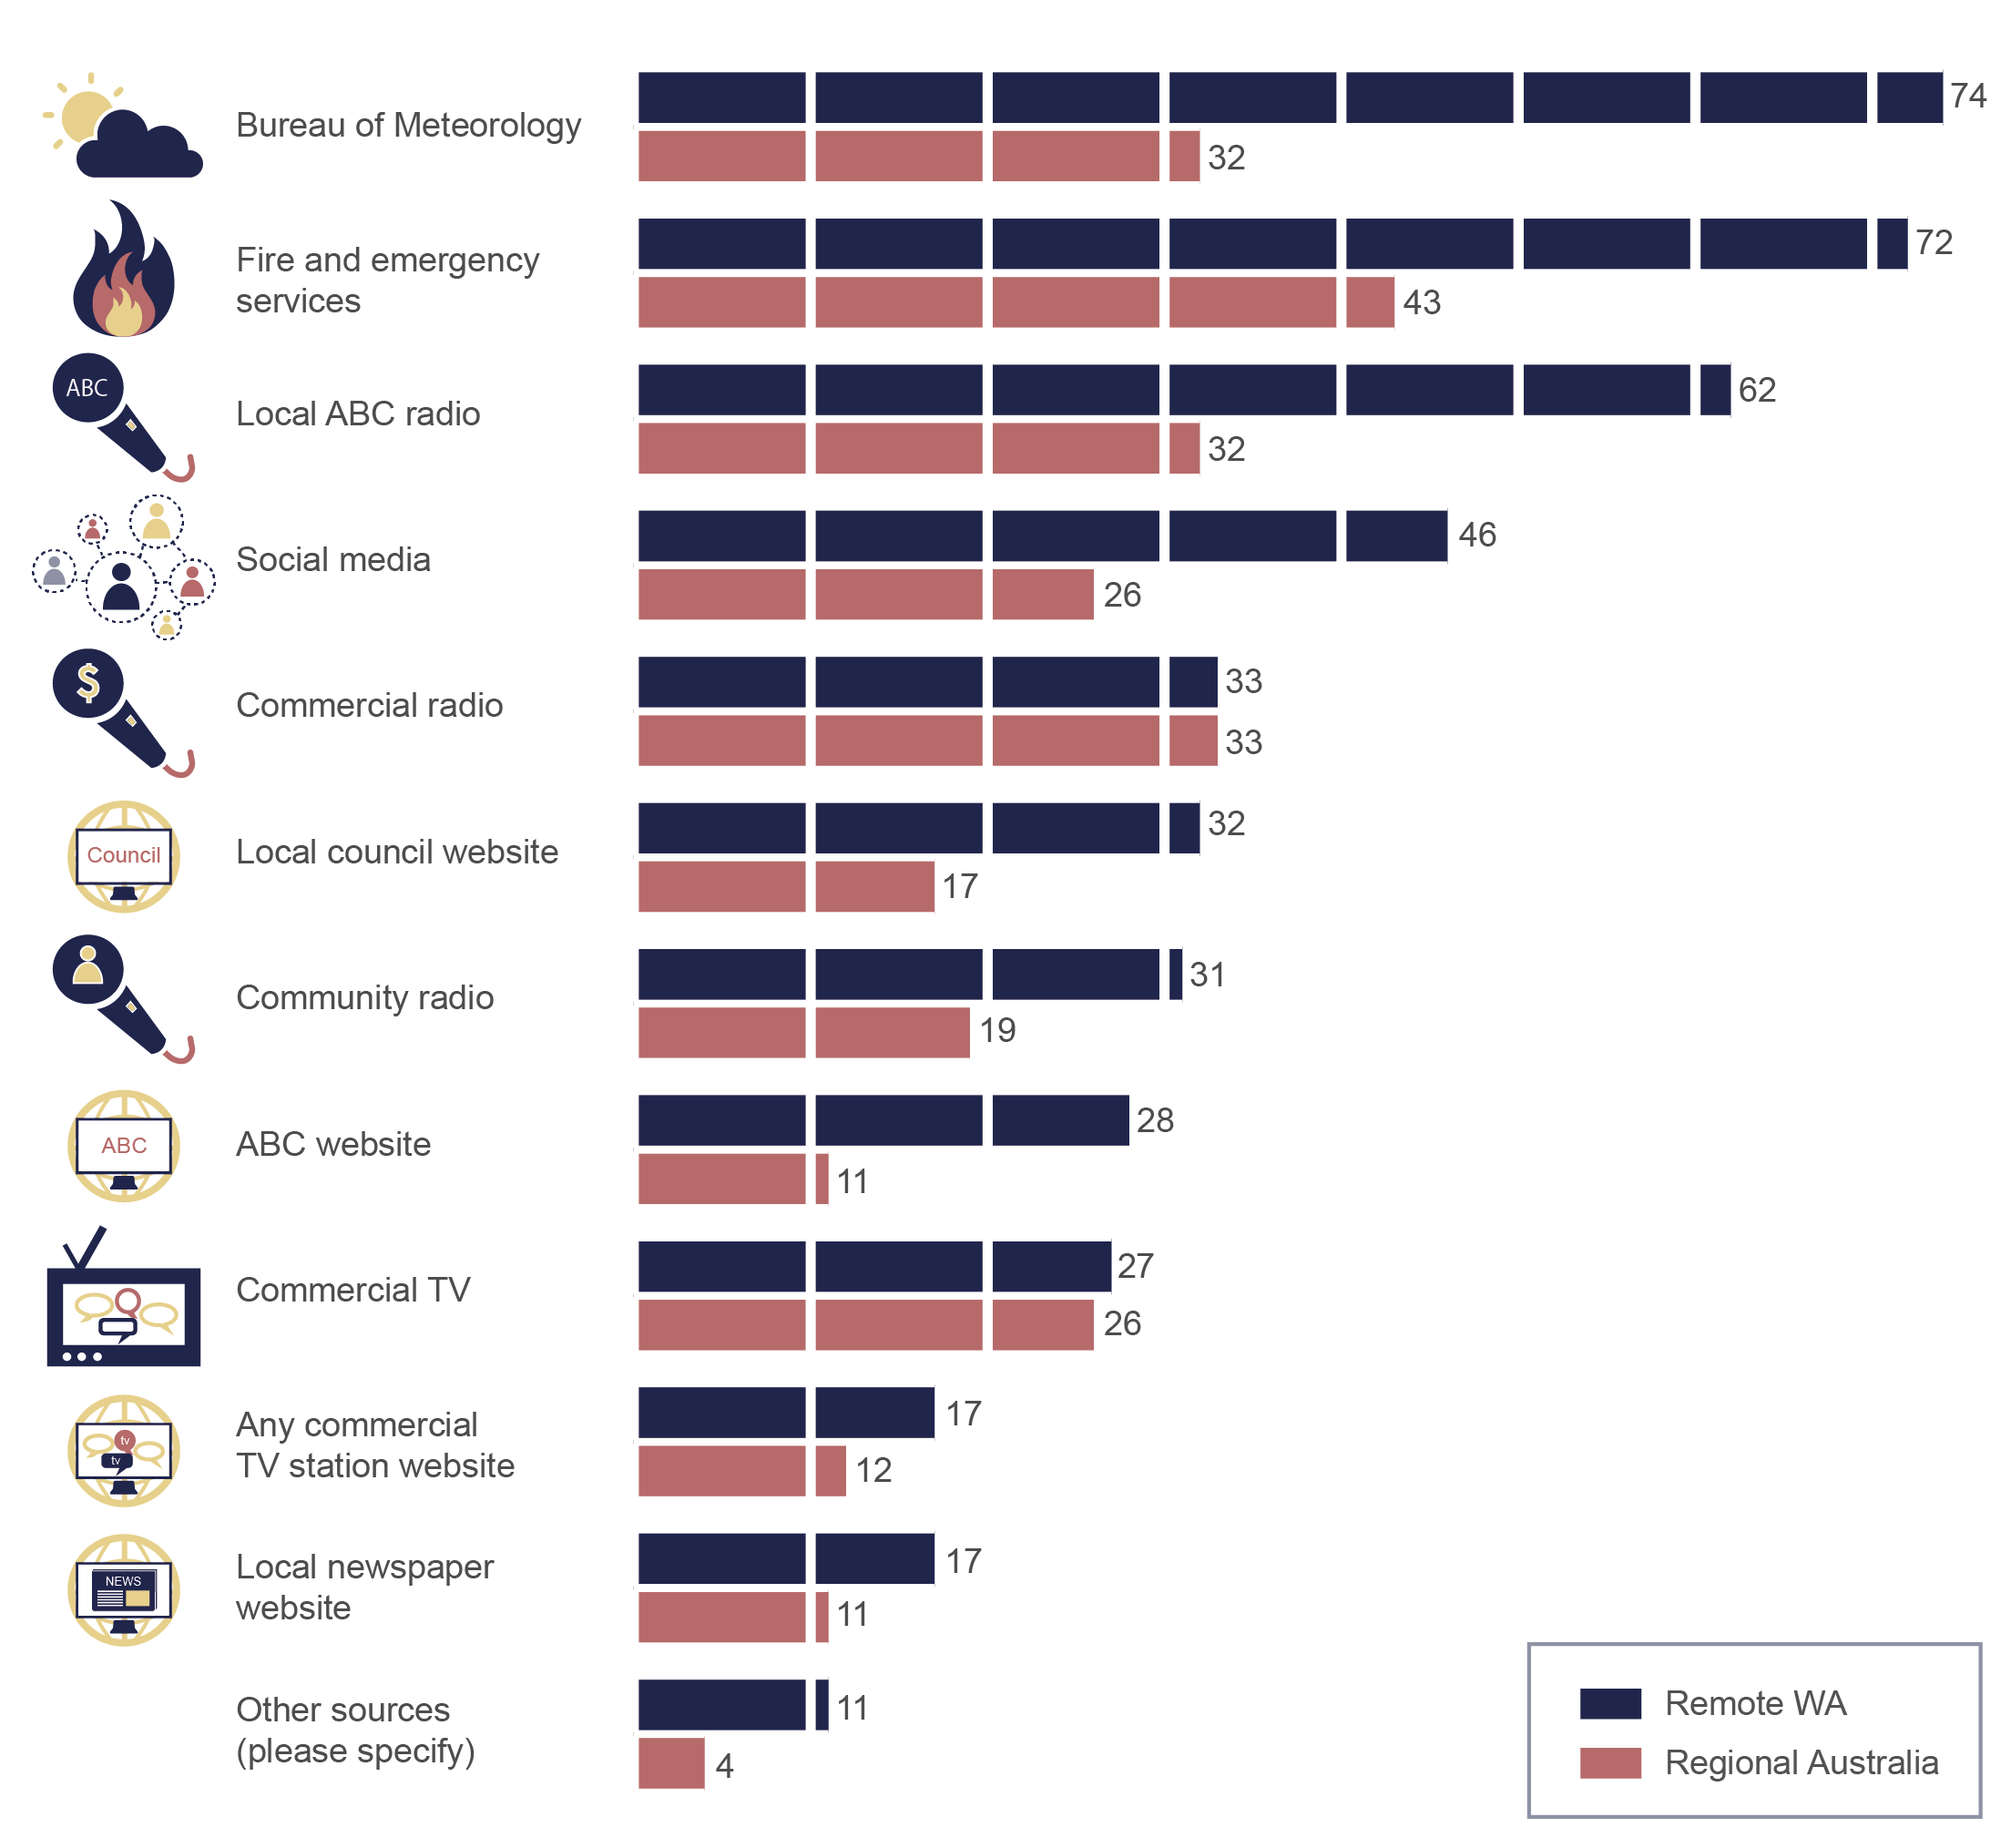 Bureau of Meteorology
74
32
Fire and emergency
services
72
43
ABC
Local ABC radio
62
32
Social media
46
26
$
Commercial radio
33
33
Council
Local council website
32
17
Community radio
31
19
ABC
ABC website
28
11
Commercial TV
27
26
tv
tv
Any commercial
TV station website
17
12
NEWS
Local newspaper
website
17
11
Other sources
(please specify)
11
4
Remote WA
Regional Australia